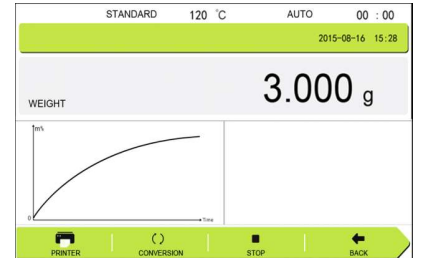 STANDARD 120 °C AUTO 00 : 00
2015-08-16 15:28
WEIGHT 3.000 g
m%
0
Time
PRINTER CONVERSION STOP BACK